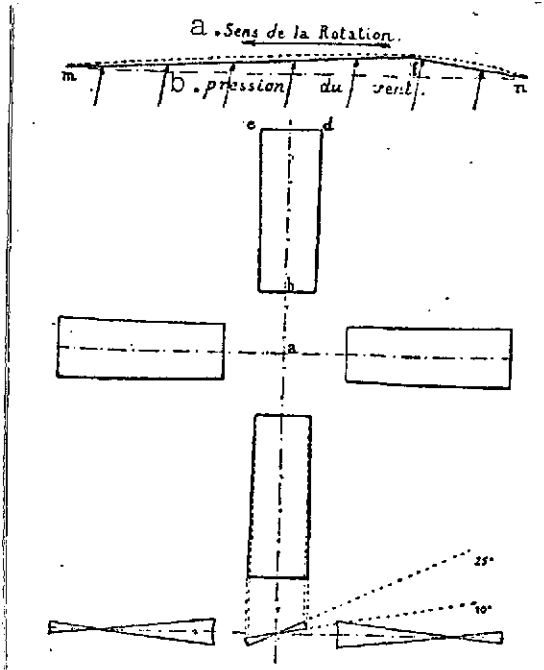 a. Sens de la Rotation.
m f n
b. pression du vent.
e d
b
a
25°
10°